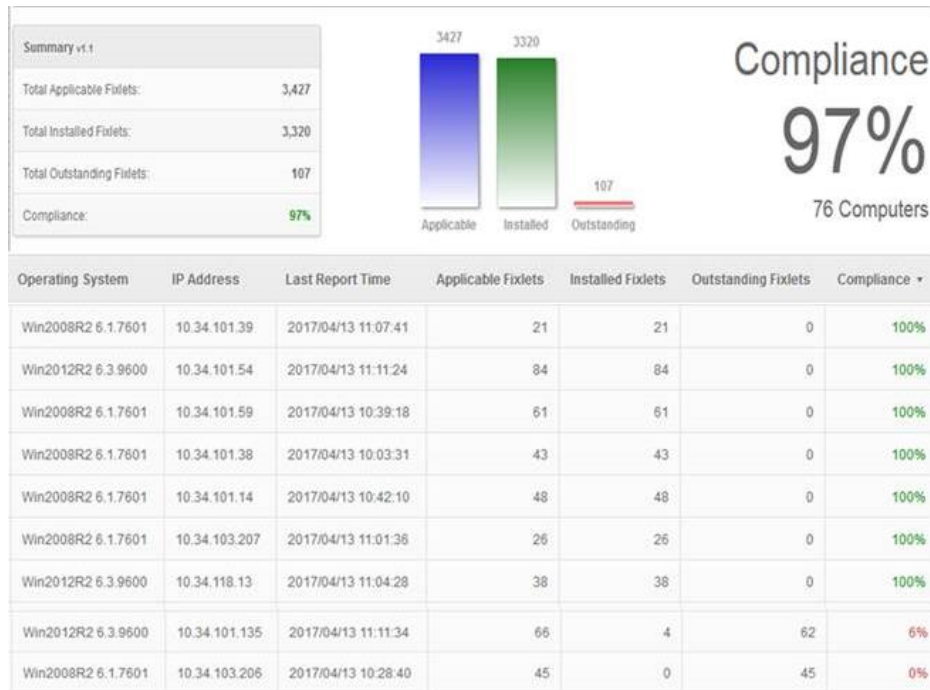 Summary v1.1
Total Applicable Fixlets: 3,427
Total Installed Fixlets: 3,320
Total Outstanding Fixlets: 107
Compliance: 97%
3427 3320 107
Applicable Installed Outstanding
Compliance
97%
76 Computers
Operating System IP Address Last Report Time Applicable Fixlets Installed Fixlets Outstanding Fixlets Compliance
Win2008R2 6.1.7601 10.34.101.39 2017/04/13 11:07:41 21 21 0 100%
Win2012R2 6.3.9600 10.34.101.54 2017/04/13 11:11:24 84 84 0 100%
Win2008R2 6.1.7601 10.34.101.59 2017/04/13 10:39:18 61 61 0 100%
Win2008R2 6.1.7601 10.34.101.38 2017/04/13 10:03:31 43 43 0 100%
Win2008R2 6.1.7601 10.34.101.14 2017/04/13 10:42:10 48 48 0 100%
Win2008R2 6.1.7601 10.34.103.207 2017/04/13 11:01:36 26 26 0 100%
Win2012R2 6.3.9600 10.34.118.13 2017/04/13 11:04:28 38 38 0 100%
Win2012R2 6.3.9600 10.34.101.135 2017/04/13 11:11:34 66 4 62 6%
Win2008R2 6.1.7601 10.34.103.206 2017/04/13 10:28:40 45 0 45 0%